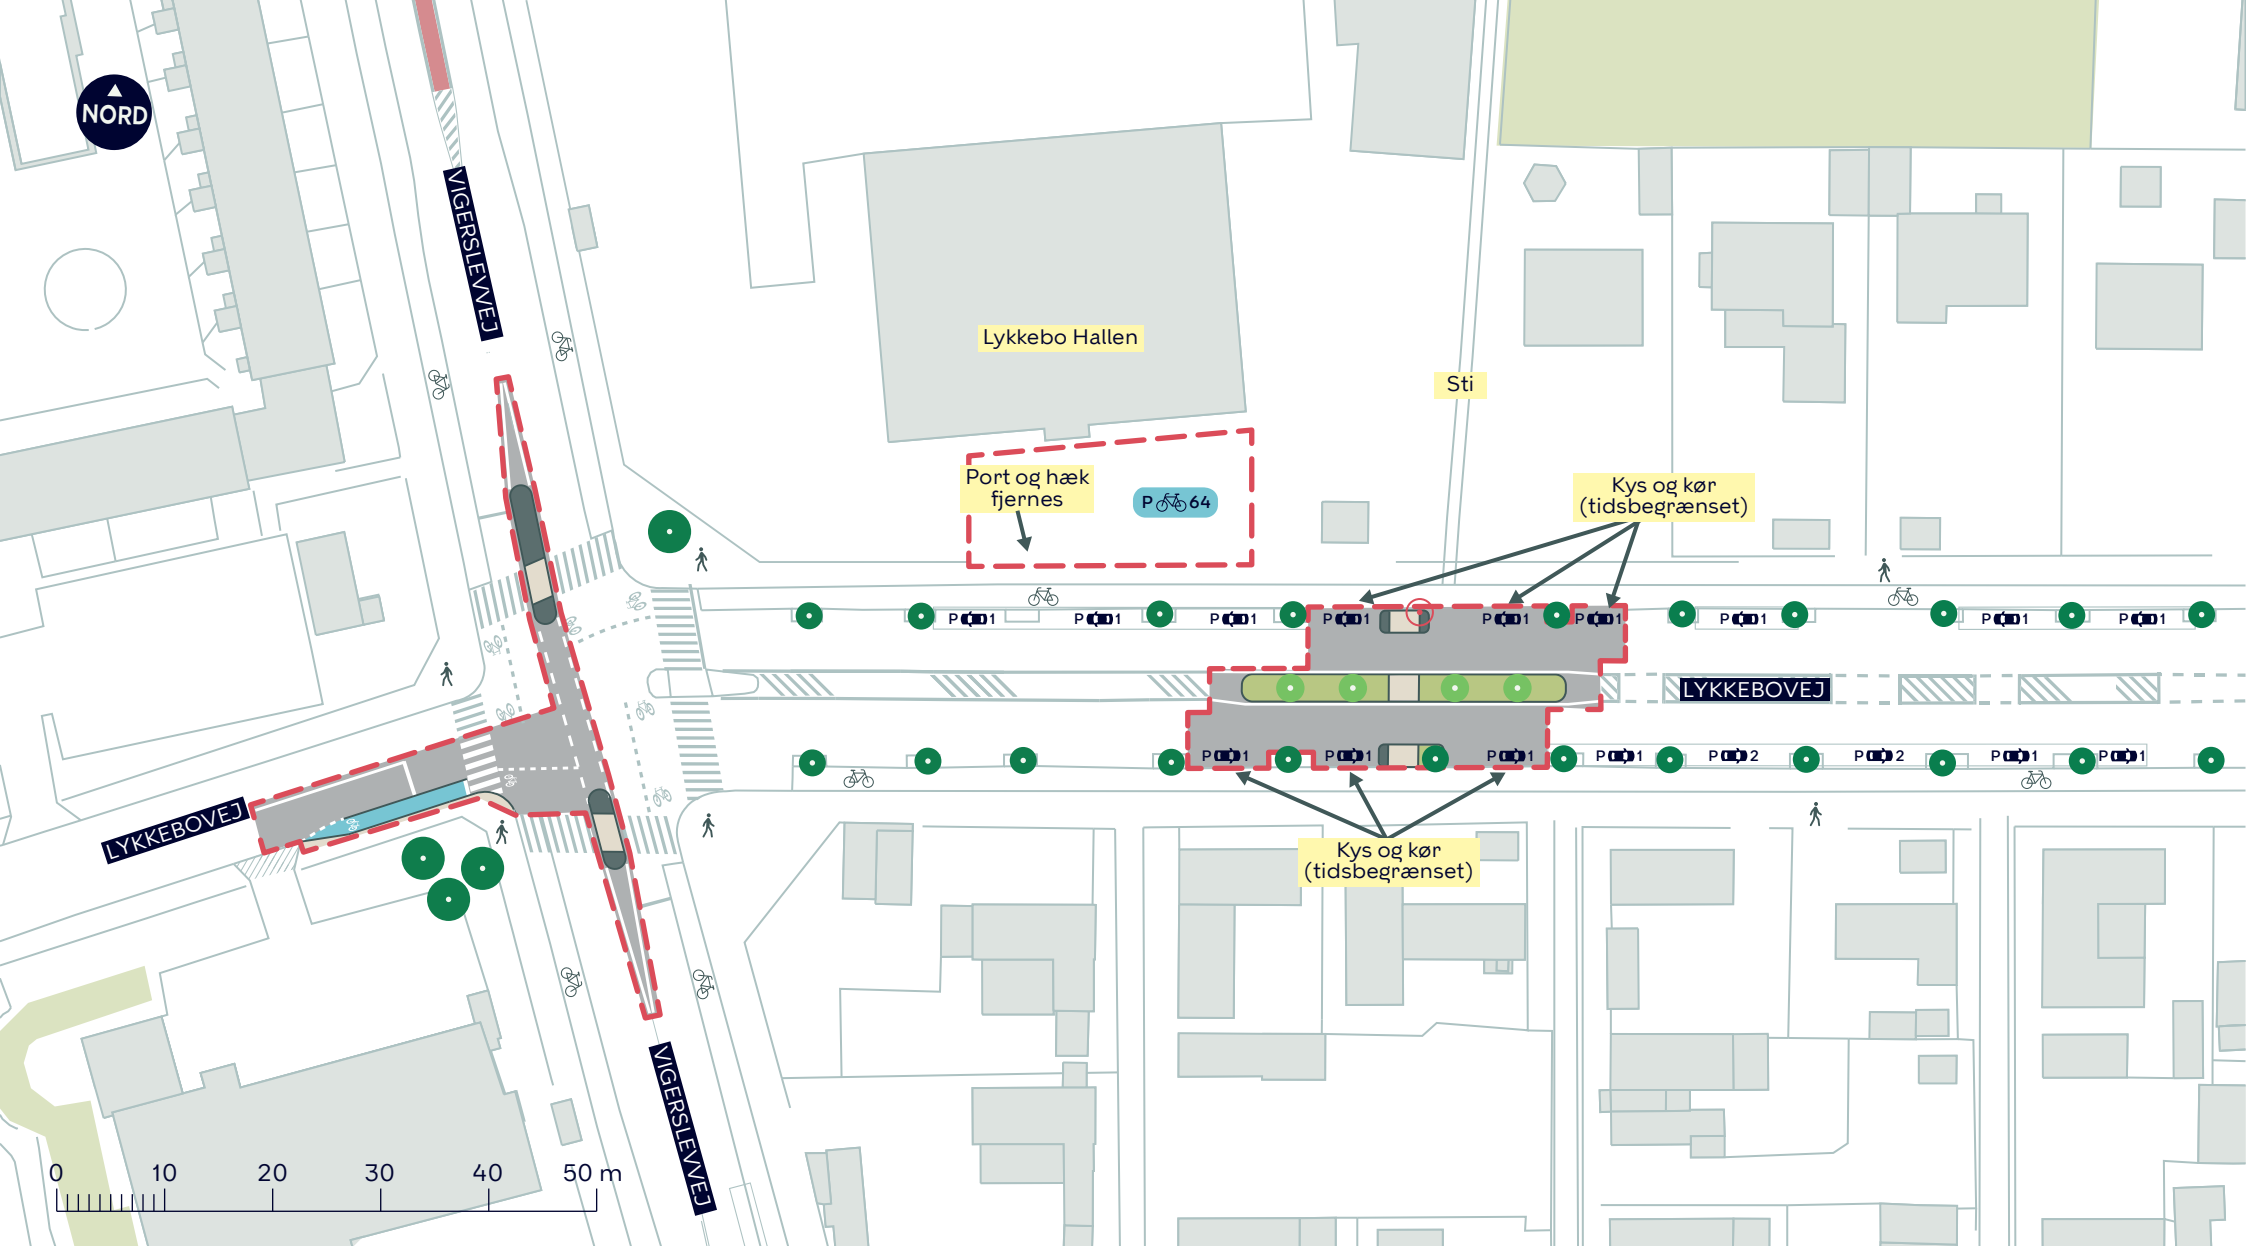 NORD
VIGERSLEVVEJ
Lykkebo Hallen
Sti
Port og hæk
fjernes
P 64
Kys og kør
(tidsbegrænset)
P 1
P 1
P 1
P 1
P 1
P 1
P 1
P 1
P 1
LYKKEBOVEJ
P 1
P 1
P 1
P 1
P 2
P 2
P 1
P 1
LYKKEBOVEJ
Kys og kør
(tidsbegrænset)
VIGERSLEVVEJ
0 10 20 30 40 50 m